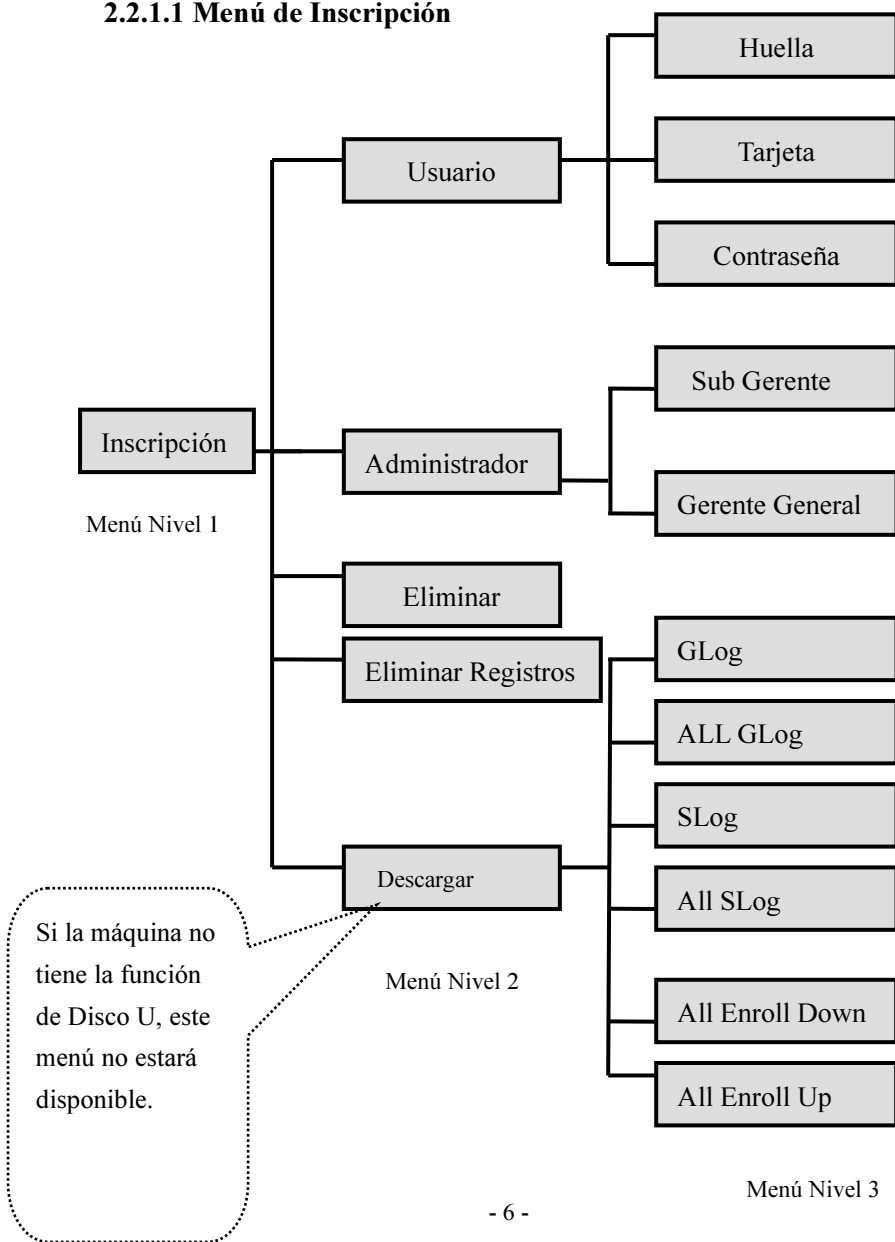 2.2.1.1 Menú de Inscripción
Huella
Tarjeta
Usuario
Contraseña
Sub Gerente
Inscripción
Administrador
Gerente General
Menú Nivel 1
Eliminar
Eliminar Registros
GLog
ALL GLog
SLog
Descargar
All SLog
Si la máquina no
tiene la función
de Disco U, este
menú no estará
disponible.
Menú Nivel 2
All Enroll Down
All Enroll Up
Menú Nivel 3
- 6 -